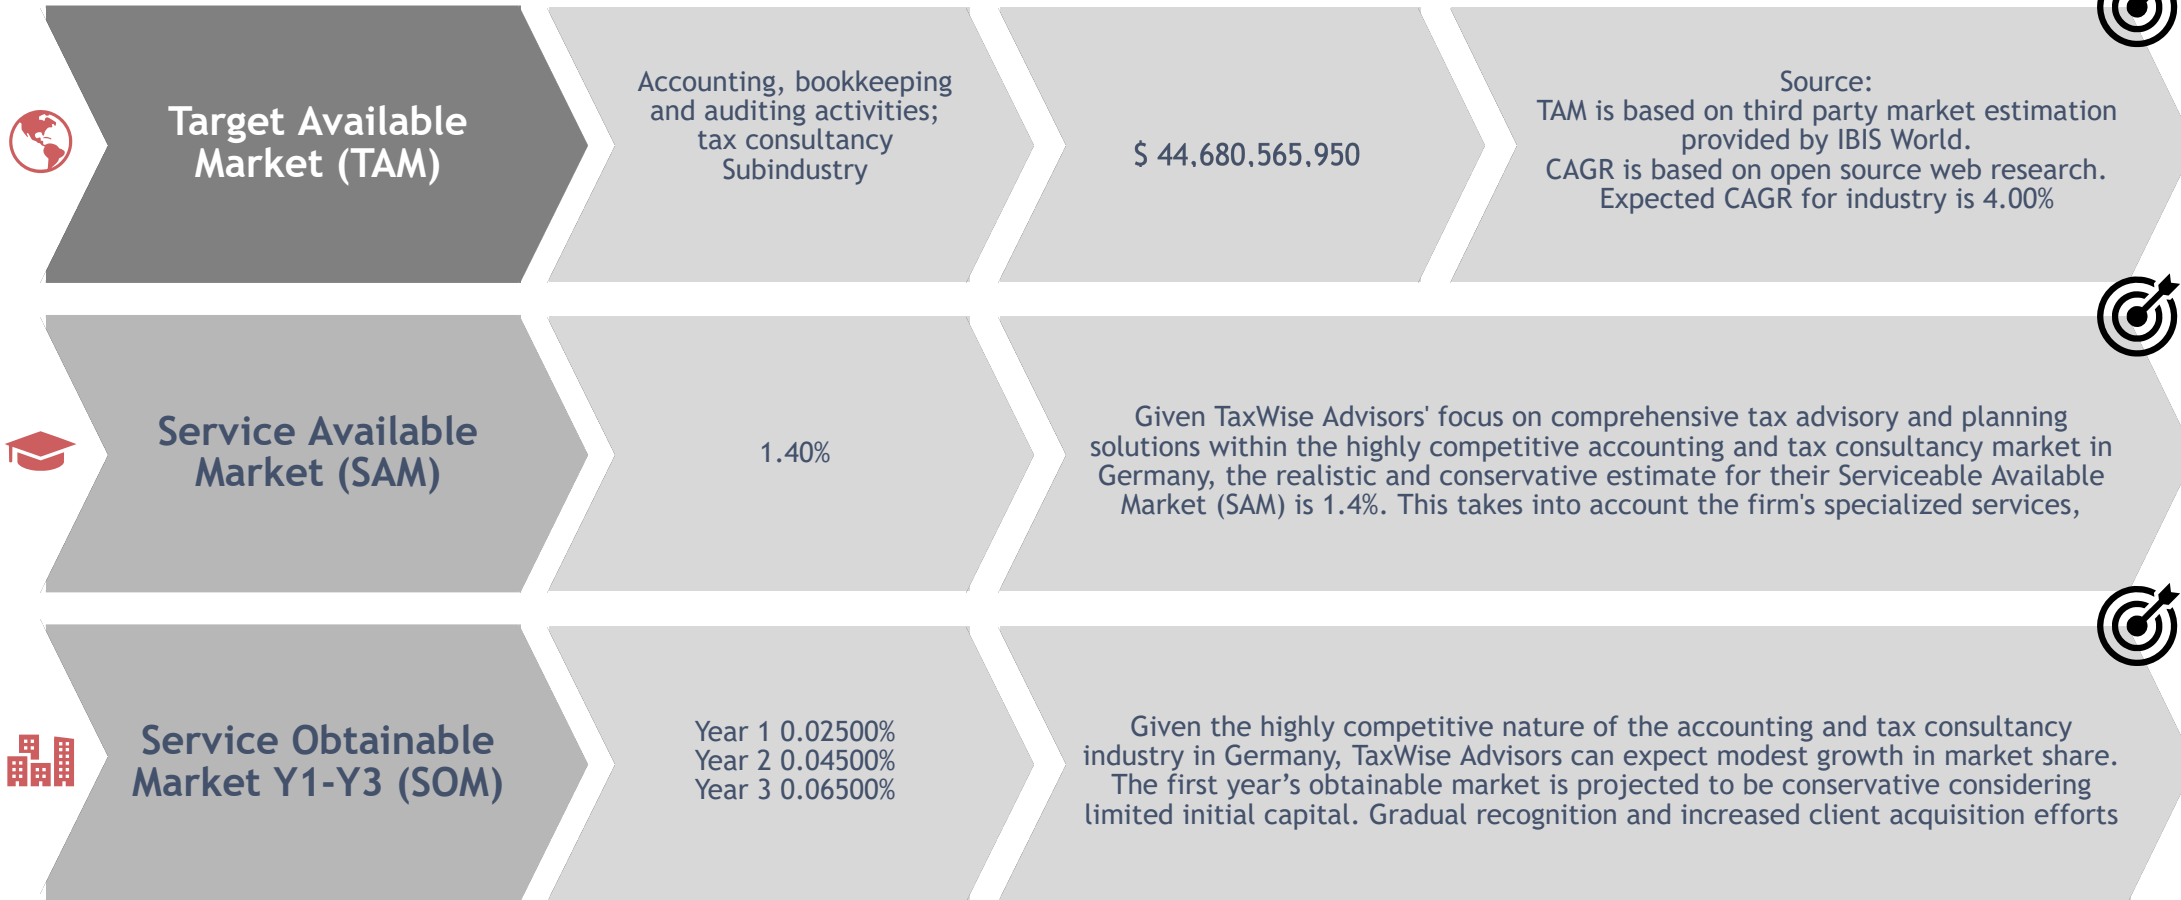 Target Available
Market (TAM)
Accounting, bookkeeping
and auditing activities;
tax consultancy
Subindustry
$ 44,680,565,950
Source:
TAM is based on third party market estimation
provided by IBIS World.
CAGR is based on open source web research.
Expected CAGR for industry is 4.00%
Service Available
Market (SAM)
1.40%
Given TaxWise Advisors' focus on comprehensive tax advisory and planning
solutions within the highly competitive accounting and tax consultancy market in
Germany, the realistic and conservative estimate for their Serviceable Available
Market (SAM) is 1.4%. This takes into account the firm's specialized services,
Service Obtainable
Market Y1-Y3 (SOM)
Year 1 0.02500%
Year 2 0.04500%
Year 3 0.06500%
Given the highly competitive nature of the accounting and tax consultancy
industry in Germany, TaxWise Advisors can expect modest growth in market share.
The first year’s obtainable market is projected to be conservative considering
limited initial capital. Gradual recognition and increased client acquisition efforts